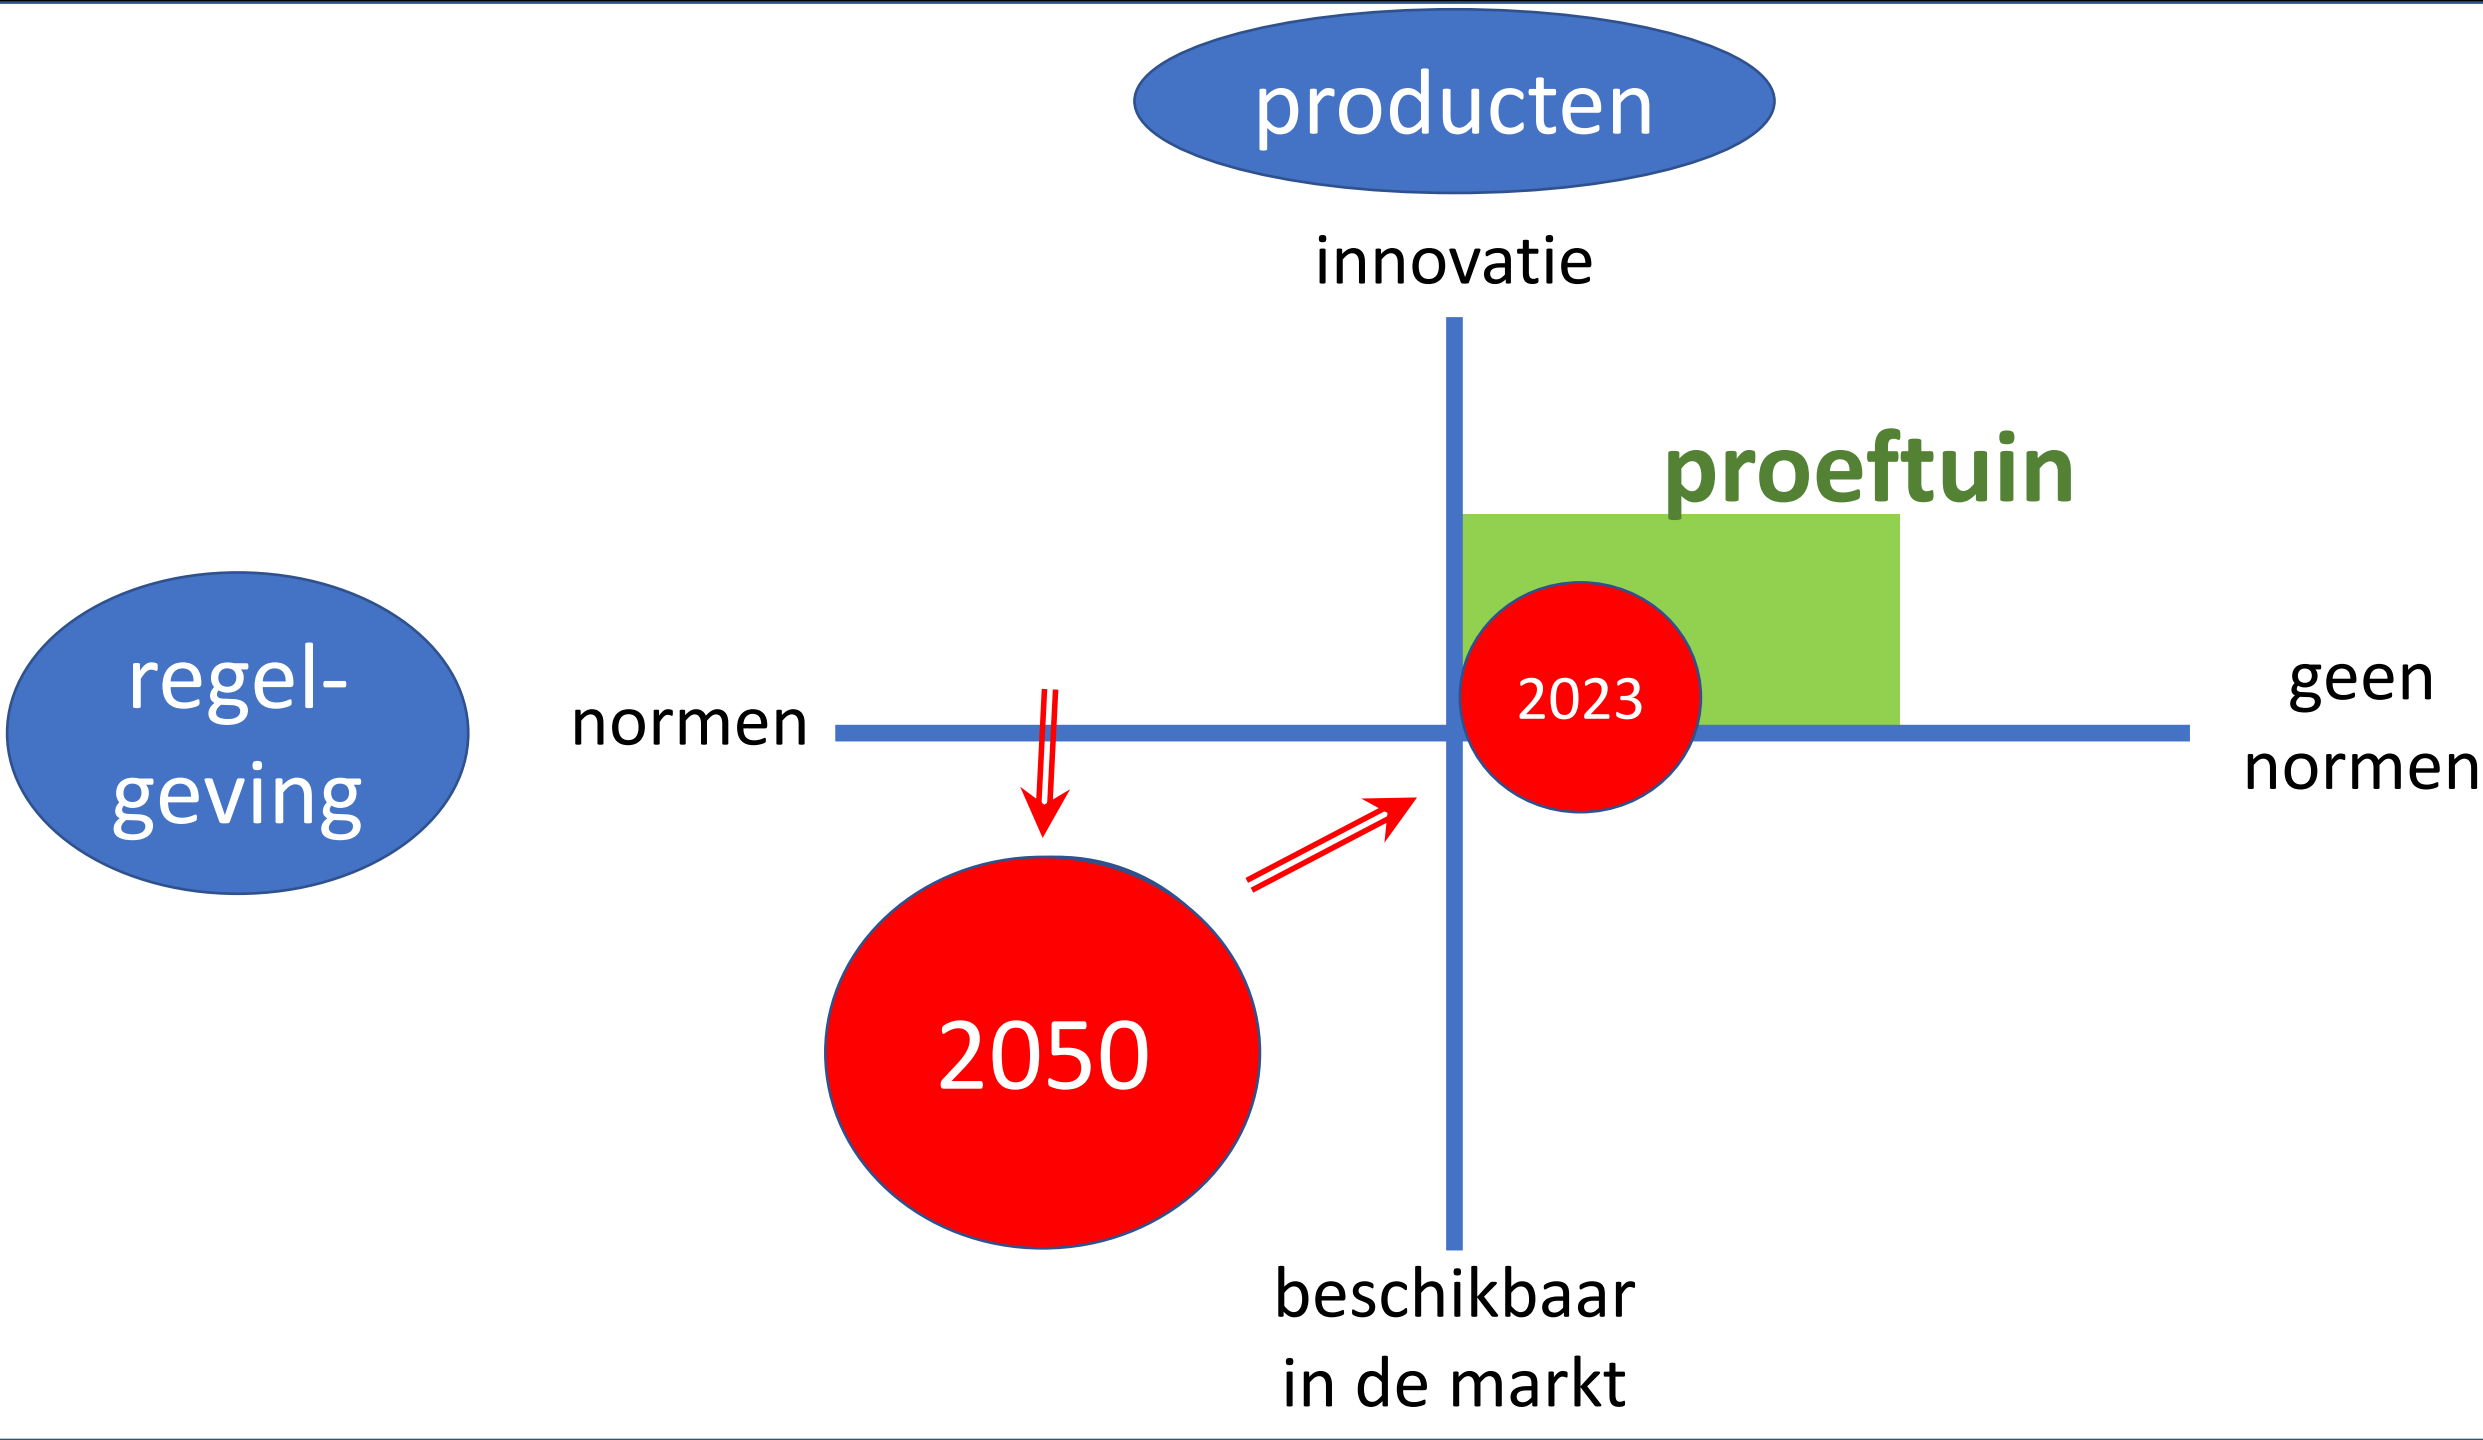 producten
innovatie
proeftuin
regel-
geving
normen
2023
geen
normen
2050
beschikbaar
in de markt